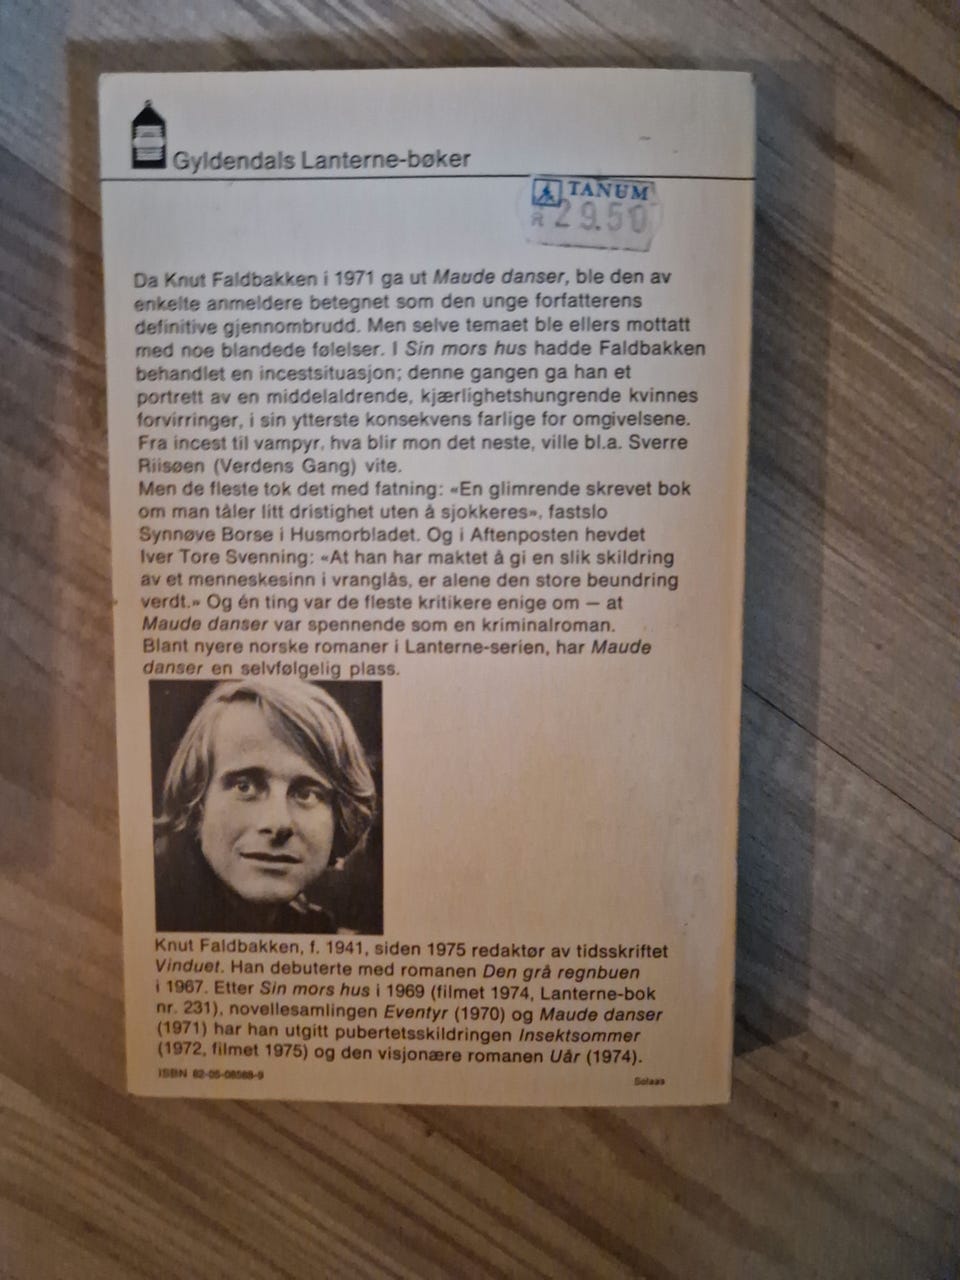 Gyldendals Lanterne-bøker
TANUM
A 29.50
Da Knut Faldbakken i 1971 ga ut Maude danser, ble den av
enkelte anmeldere betegnet som den unge forfatterens
definitive gjennombrudd. Men selve temaet ble ellers mottatt
med noe blandede følelser. I Sin mors hus hadde Faldbakken
behandlet en incestsituasjon; denne gangen ga han et
portrett av en middelaldrende, kjærlighetshungrende kvinnes
forvirringer, i sin ytterste konsekvens farlige for omgivelsene.
Fra incest til vampyr, hva blir mon det neste, ville bl.a. Sverre
Riisøen (Verdens Gang) vite.
Men de fleste tok det med fatning: «En glimrende skrevet bok
om man tåler litt dristighet uten å sjokkeres», fastslo
Synnøve Borse i Husmorbladet. Og i Aftenposten hevdet
Iver Tore Svenning: «At han har maktet å gi en slik skildring
av et menneskesinn i vranglås, er alene den store beundring
verdt.» Og én ting var de fleste kritikere enige om — at
Maude danser var spennende som en kriminalroman.
Blant nyere norske romaner i Lanterne-serien, har Maude
danser en selvfølgelig plass.
Knut Faldbakken, f. 1941, siden 1975 redaktør av tidsskriftet
Vinduet. Han debuterte med romanen Den grå regnbuen
i 1967. Etter Sin mors hus i 1969 (filmet 1974, Lanterne-bok
nr. 231), novellesamlingen Eventyr (1970) og Maude danser
(1971) har han utgitt pubertetsskildringen Insektsommer
(1972, filmet 1975) og den visjonære romanen Uår (1974).
ISBN 82-05-08568-9
Solaas